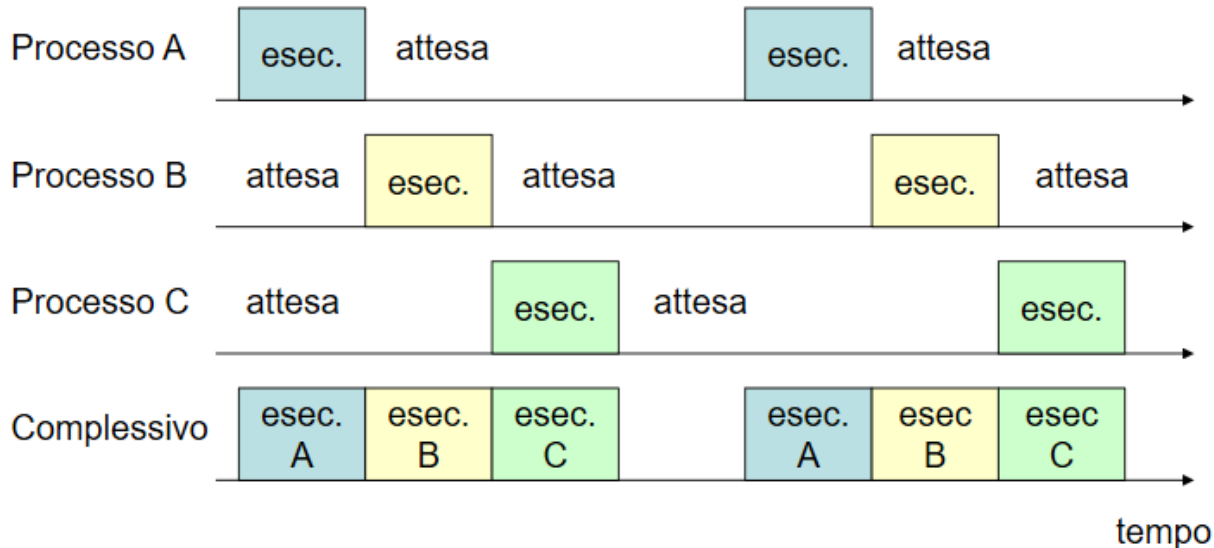 Processo A esec. attesa esec. attesa
Processo B attesa esec. attesa esec. attesa
Processo C attesa esec. attesa esec.
Complessivo esec. A esec. B esec. C esec. A esec B esec C
tempo